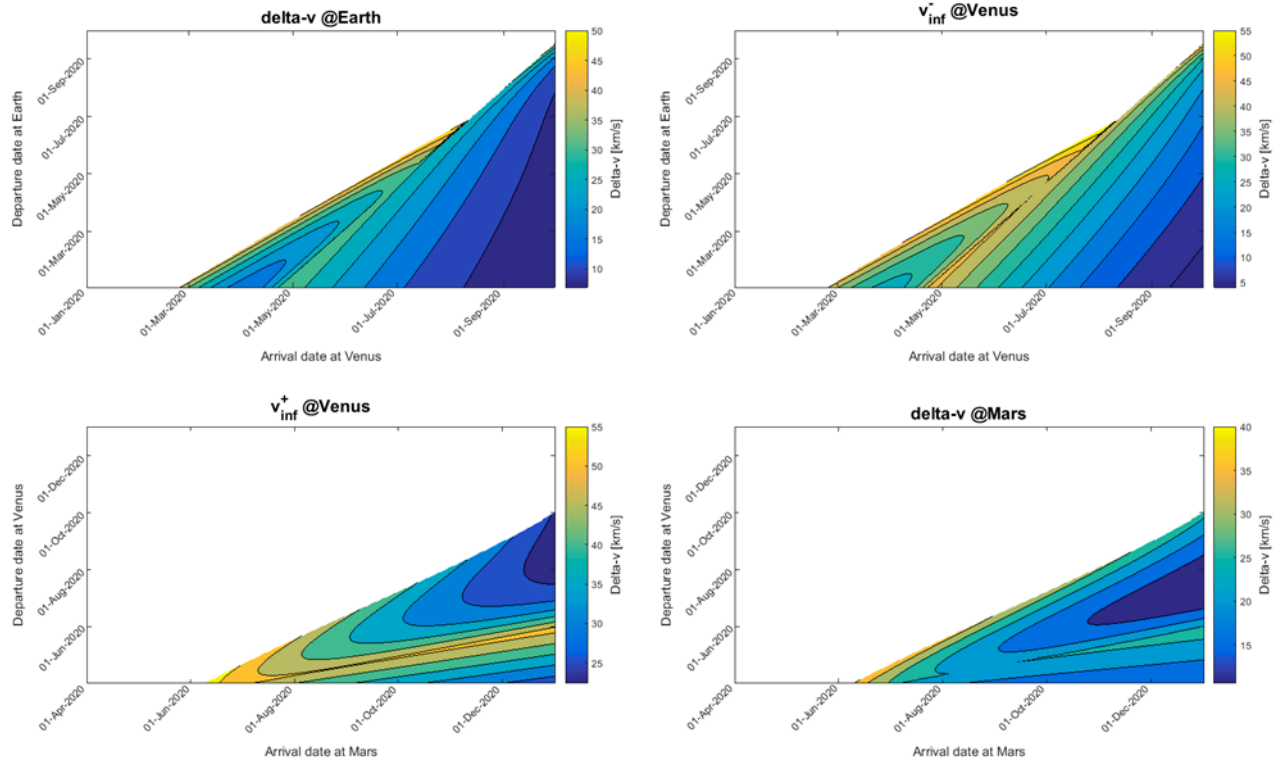 delta-v @Earth
50
45
40
35
30
25
20
15
10
Delta-v [km/s]
01-Sep-2020
01-Jul-2020
01-May-2020
01-Mar-2020
Departure date at Earth
01-Jan-2020
01-Mar-2020
01-May-2020
01-Jul-2020
01-Sep-2020
Arrival date at Venus
v-inf @Venus
55
50
45
40
35
30
25
20
15
10
5
Delta-v [km/s]
01-Sep-2020
01-Jul-2020
01-May-2020
01-Mar-2020
Departure date at Earth
01-Jan-2020
01-Mar-2020
01-May-2020
01-Jul-2020
01-Sep-2020
Arrival date at Venus
v+inf @Venus
55
50
45
40
35
30
25
Delta-v [km/s]
01-Dec-2020
01-Oct-2020
01-Aug-2020
01-Jun-2020
Departure date at Venus
01-Apr-2020
01-Jun-2020
01-Aug-2020
01-Oct-2020
01-Dec-2020
Arrival date at Mars
delta-v @Mars
40
35
30
25
20
15
Delta-v [km/s]
01-Dec-2020
01-Oct-2020
01-Aug-2020
01-Jun-2020
Departure date at Venus
01-Apr-2020
01-Jun-2020
01-Aug-2020
01-Oct-2020
01-Dec-2020
Arrival date at Mars